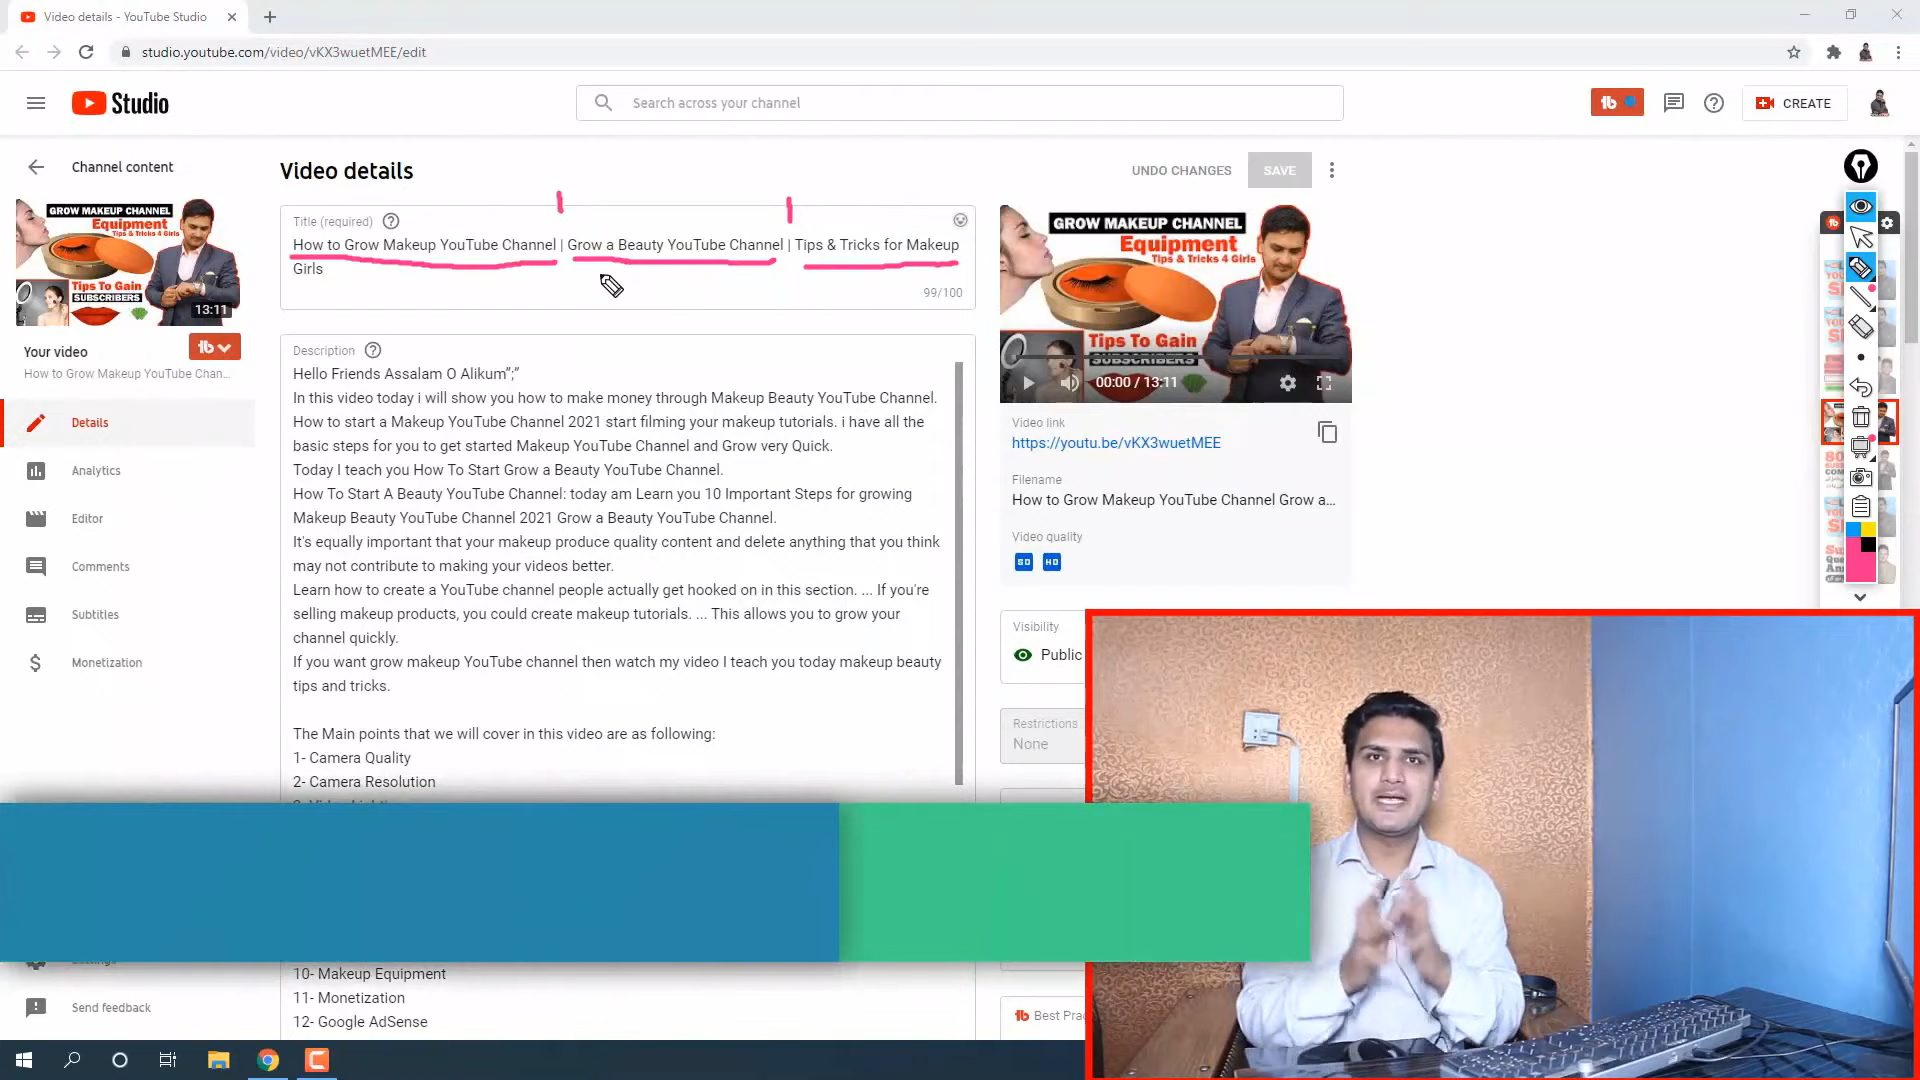 Video details - YouTube Studio
studio.youtube.com/video/vKX3wuetMEE/edit
Studio
Search across your channel
CREATE
Channel content
GROW MAKEUP CHANNEL
Equipment
Tips & Tricks 4 Girls
Tips To Gain
SUBSCRIBERS
13:11
Your video
How to Grow Makeup YouTube Chan...
Details
Analytics
Editor
Comments
Subtitles
Monetization
Send feedback
Video details
UNDO CHANGES
SAVE
Title (required)
How to Grow Makeup YouTube Channel | Grow a Beauty YouTube Channel | Tips & Tricks for Makeup
Girls
99/100
Description
Hello Friends Assalam O Alikum”;”
In this video today i will show you how to make money through Makeup Beauty YouTube Channel.
How to start a Makeup YouTube Channel 2021 start filming your makeup tutorials. i have all the
basic steps for you to get started Makeup YouTube Channel and Grow very Quick.
Today I teach you How To Start Grow a Beauty YouTube Channel.
How To Start A Beauty YouTube Channel: today am Learn you 10 Important Steps for growing
Makeup Beauty YouTube Channel 2021 Grow a Beauty YouTube Channel.
It's equally important that your makeup produce quality content and delete anything that you think
may not contribute to making your videos better.
Learn how to create a YouTube channel people actually get hooked on in this section. ... If you're
selling makeup products, you could create makeup tutorials. ... This allows you to grow your
channel quickly.
If you want grow makeup YouTube channel then watch my video I teach you today makeup beauty
tips and tricks.
The Main points that we will cover in this video are as following:
1- Camera Quality
2- Camera Resolution
10- Makeup Equipment
11- Monetization
12- Google AdSense
GROW MAKEUP CHANNEL
Equipment
Tips & Tricks 4 Girls
Tips To Gain
SUBSCRIBERS
00:00 / 13:11
Video link
https://youtu.be/vKX3wuetMEE
Filename
How to Grow Makeup YouTube Channel Grow a...
Video quality
SD HD
Visibility
Public
Restrictions
None
Best Prac